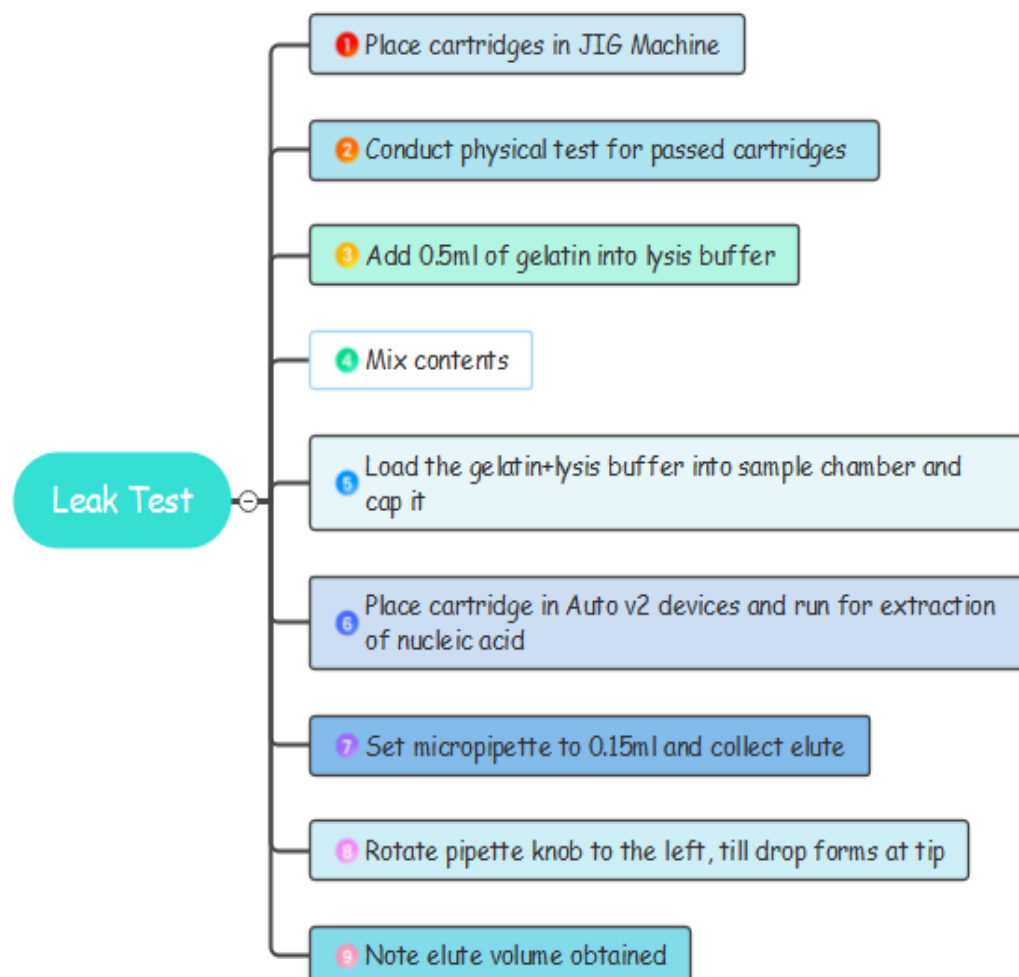 1 Place cartridges in JIG Machine
2 Conduct physical test for passed cartridges
3 Add 0.5ml of gelatin into lysis buffer
4 Mix contents
5 Load the gelatin+lysis buffer into sample chamber and
cap it
Leak Test
6 Place cartridge in Auto v2 devices and run for extraction
of nucleic acid
7 Set micropipette to 0.15ml and collect elute
8 Rotate pipette knob to the left, till drop forms at tip
9 Note elute volume obtained